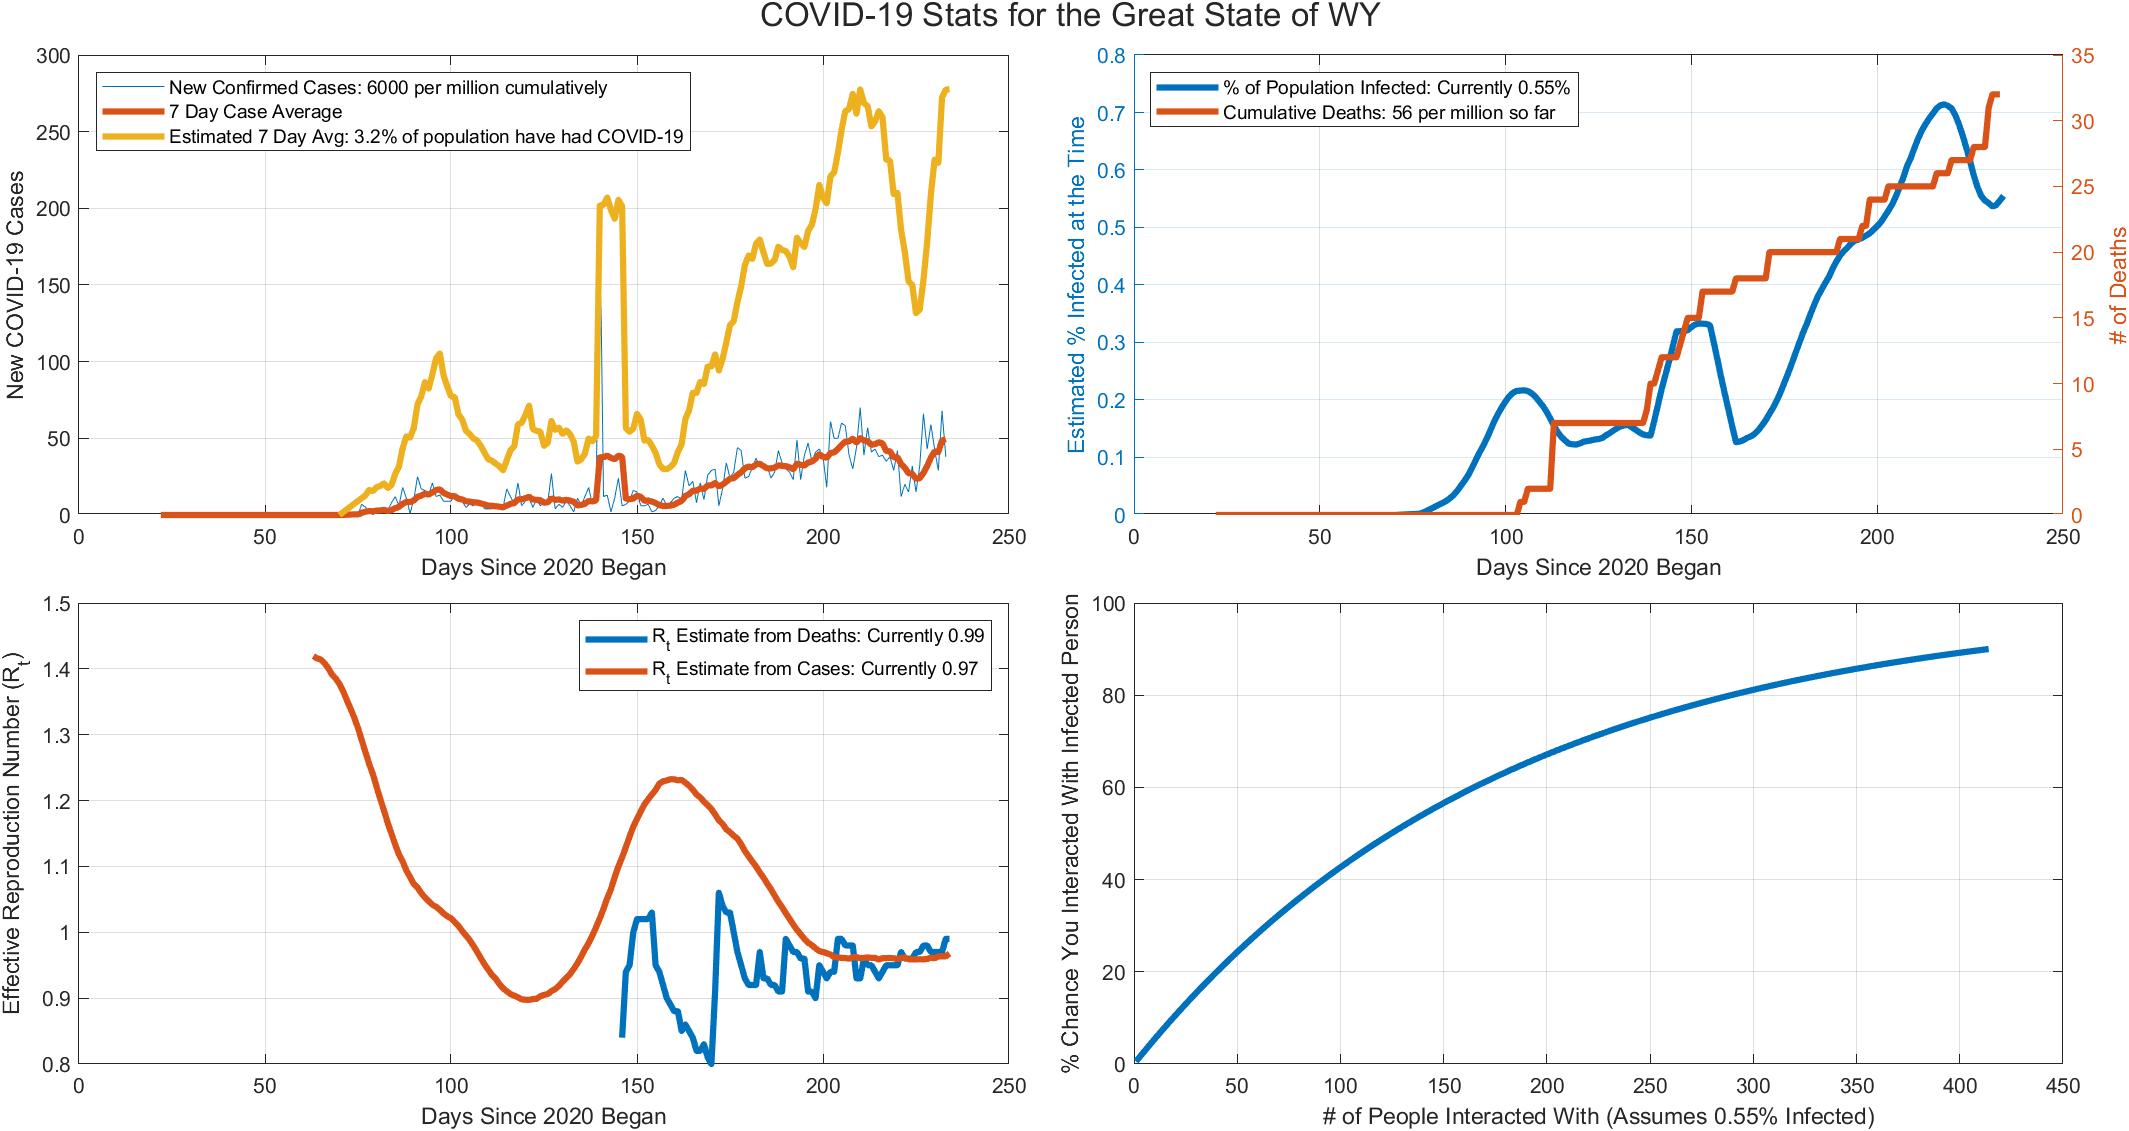 COVID-19 Stats for the Great State of WY
New COVID-19 Cases
300
250
200
150
100
50
0
New Confirmed Cases: 6000 per million cumulatively
7 Day Case Average
Estimated 7 Day Avg: 3.2% of population have had COVID-19
0 50 100 150 200 250
Days Since 2020 Began
Estimated % Infected at the Time
0.8
0.7
0.6
0.5
0.4
0.3
0.2
0.1
0
% of Population Infected: Currently 0.55%
Cumulative Deaths: 56 per million so far
35
30
25
20
15
10
5
0
# of Deaths
0 50 100 150 200 250
Days Since 2020 Began
Effective Reproduction Number (Rt)
1.5
1.4
1.3
1.2
1.1
1
0.9
0.8
Rt Estimate from Deaths: Currently 0.99
Rt Estimate from Cases: Currently 0.97
0 50 100 150 200 250
Days Since 2020 Began
% Chance You Interacted With Infected Person
100
80
60
40
20
0
0 50 100 150 200 250 300 350 400 450
# of People Interacted With (Assumes 0.55% Infected)